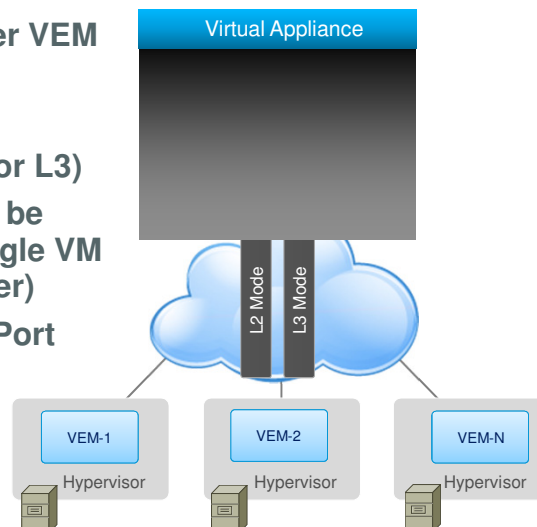 er VEM
or L3)
be
gle VM
er)
Port
Virtual Appliance
L2 Mode
L3 Mode
VEM-1
VEM-2
VEM-N
Hypervisor
Hypervisor
Hypervisor